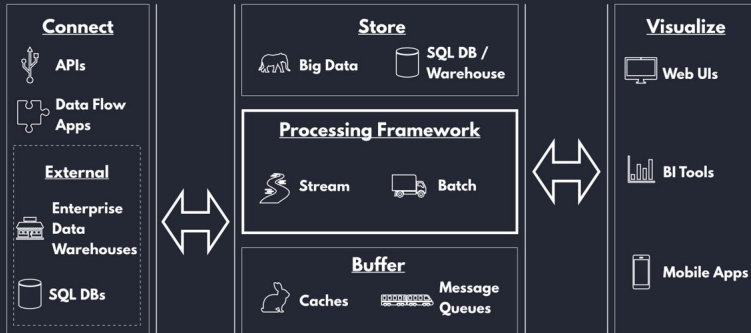 Connect
APIs
Data Flow
Apps
External
Enterprise
Data
Warehouses
SQL DBs
Store
Big Data
SQL DB /
Warehouse
Processing Framework
Stream
Batch
Buffer
Caches
Message
Queues
Visualize
Web UIs
BI Tools
Mobile Apps